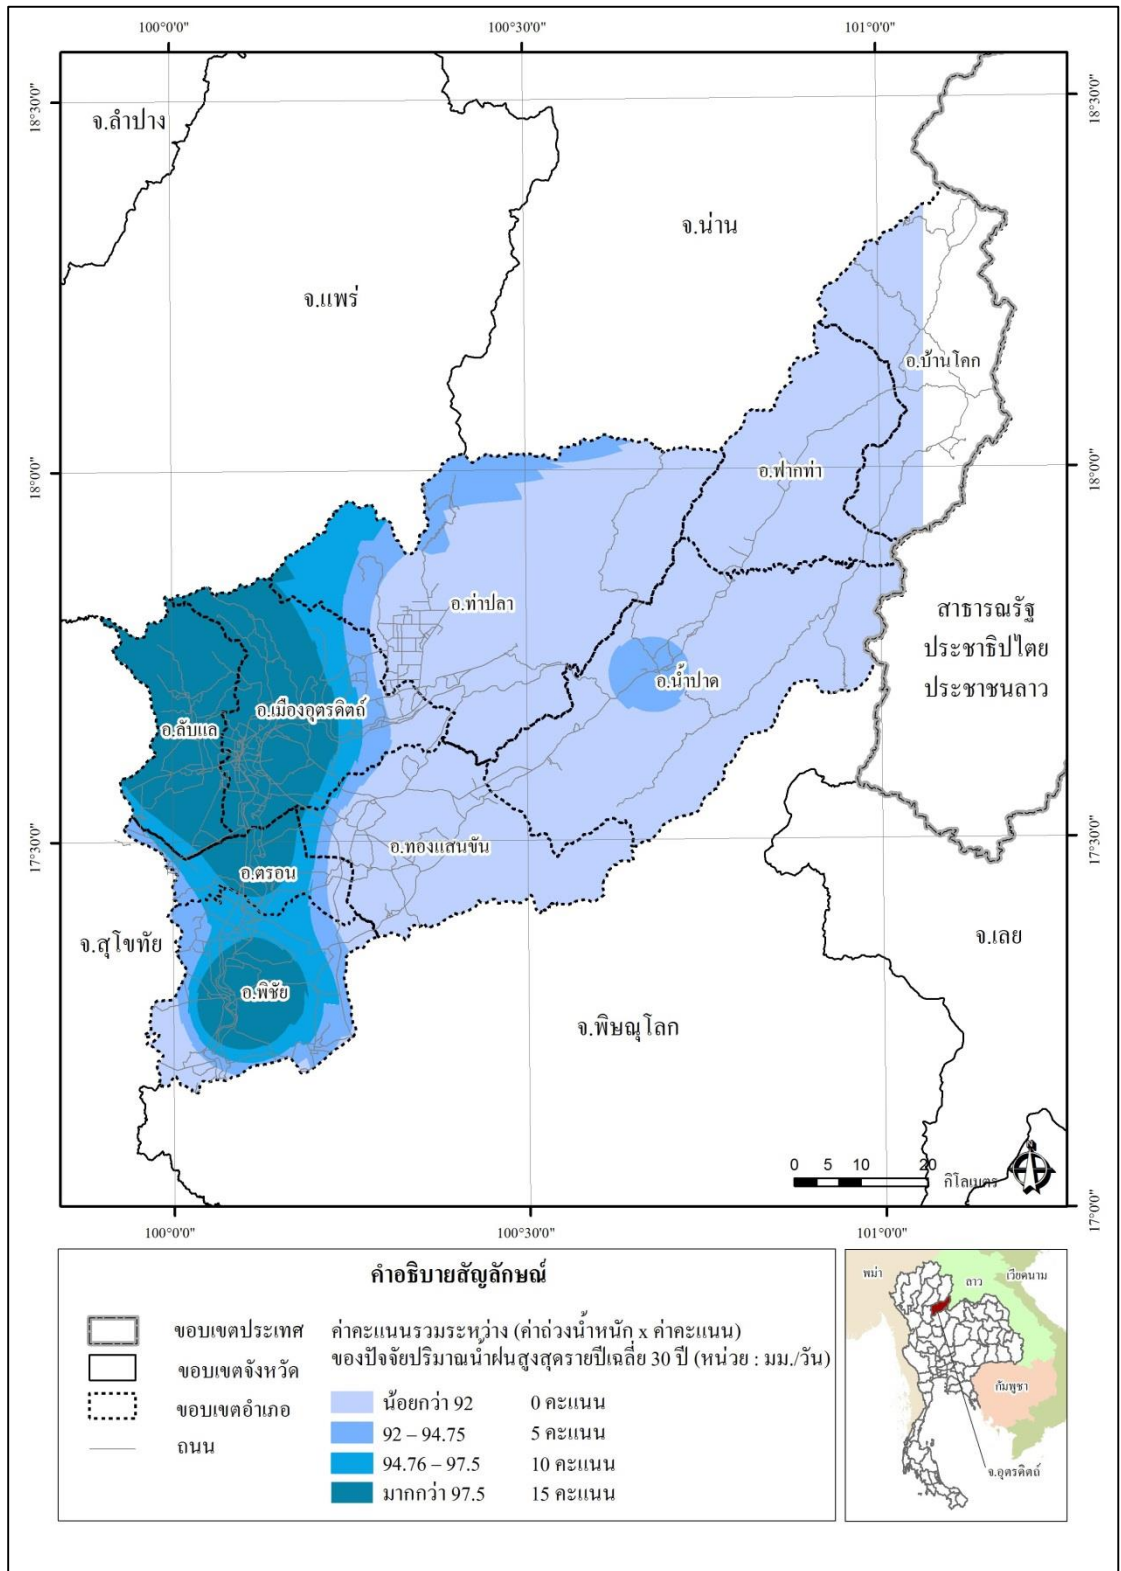 100°0'0" 100°30'0" 101°0'0"
18°30'0" 18°30'0"
จ.ลำปาง
จ.น่าน
จ.แพร่
อ.บ้านโคก
18°0'0" 18°0'0"
อ.ฟากท่า
อ.ท่าปลา
สาธารณรัฐ
ประชาธิปไตย
ประชาชนลาว
อ.น้ำปาด
อ.เมืองอุตรดิตถ์
อ.ลับแล
17°30'0" 17°30'0"
อ.ทองแสนขัน
อ.ตรอน
จ.สุโขทัย
จ.เลย
อ.พิชัย
จ.พิษณุโลก
0 5 10 20
กิโลเมตร
17°0'0"
100°0'0" 100°30'0" 101°0'0"
คำอธิบายสัญลักษณ์
ขอบเขตประเทศ
ขอบเขตจังหวัด
ขอบเขตอำเภอ
ถนน
ค่าคะแนนรวมระหว่าง (ค่าถ่วงน้ำหนัก x ค่าคะแนน)
ของปัจจัยปริมาณน้ำฝนสูงสุดรายปีเฉลี่ย 30 ปี (หน่วย : มม./วัน)
น้อยกว่า 92 0 คะแนน
92 – 94.75 5 คะแนน
94.76 – 97.5 10 คะแนน
มากกว่า 97.5 15 คะแนน
พม่า
ลาว
เวียดนาม
กัมพูชา
จ.อุตรดิตถ์